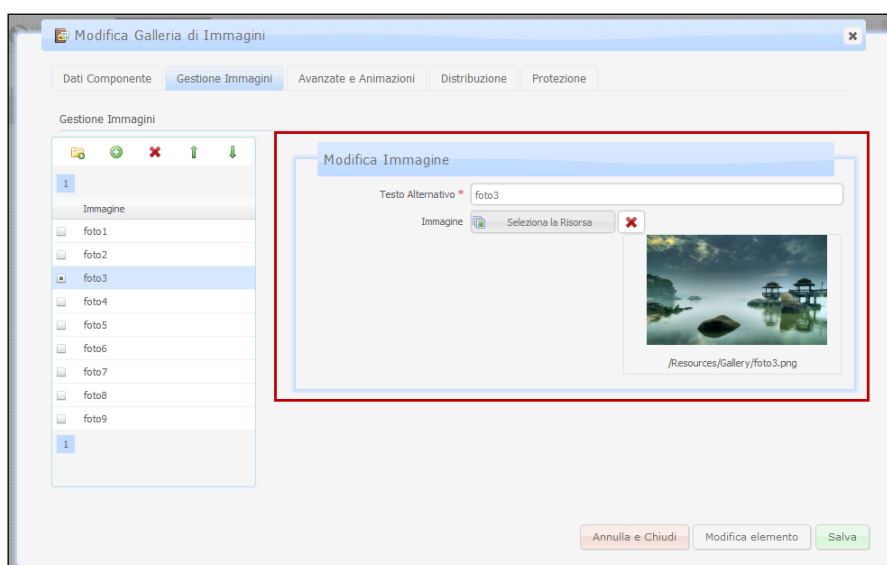 Modifica Galleria di Immagini
Dati Componente Gestione Immagini Avanzate e Animazioni Distribuzione Protezione
Gestione Immagini
1
Immagine
foto1
foto2
foto3
foto4
foto5
foto6
foto7
foto8
foto9
1
Modifica Immagine
Testo Alternativo * foto3
Immagine Seleziona la Risorsa
/Resources/Gallery/foto3.png
Annulla e Chiudi Modifica elemento Salva